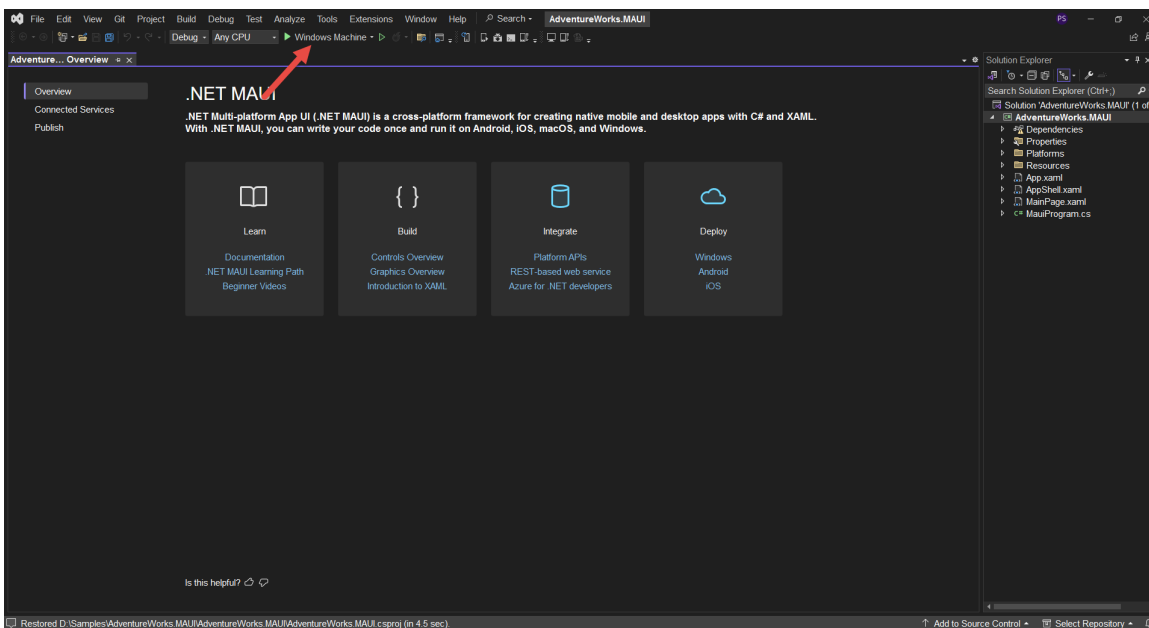 File Edit View Git Project Build Debug Test Analyze Tools Extensions Window Help Search AdventureWorks.MAUI PS
Debug Any CPU Windows Machine
Adventure... Overview
Overview
Connected Services
Publish
.NET MAUI
.NET Multi-platform App UI (.NET MAUI) is a cross-platform framework for creating native mobile and desktop apps with C# and XAML.
With .NET MAUI, you can write your code once and run it on Android, iOS, macOS, and Windows.
Learn
Documentation
.NET MAUI Learning Path
Beginner Videos
{ }
Build
Controls Overview
Graphics Overview
Introduction to XAML
Integrate
Platform APIs
REST-based web service
Azure for .NET developers
Deploy
Windows
Android
iOS
Is this helpful?
Solution Explorer
Search Solution Explorer (Ctrl+;)
Solution 'AdventureWorks.MAUI' (1 of
AdventureWorks.MAUI
Dependencies
Properties
Platforms
Resources
App.xaml
AppShell.xaml
MainPage.xaml
C# MauiProgram.cs
Restored D:\Samples\AdventureWorks.MAUI\AdventureWorks.MAUI\AdventureWorks.MAUI.csproj (in 4.5 sec).
Add to Source Control Select Repository